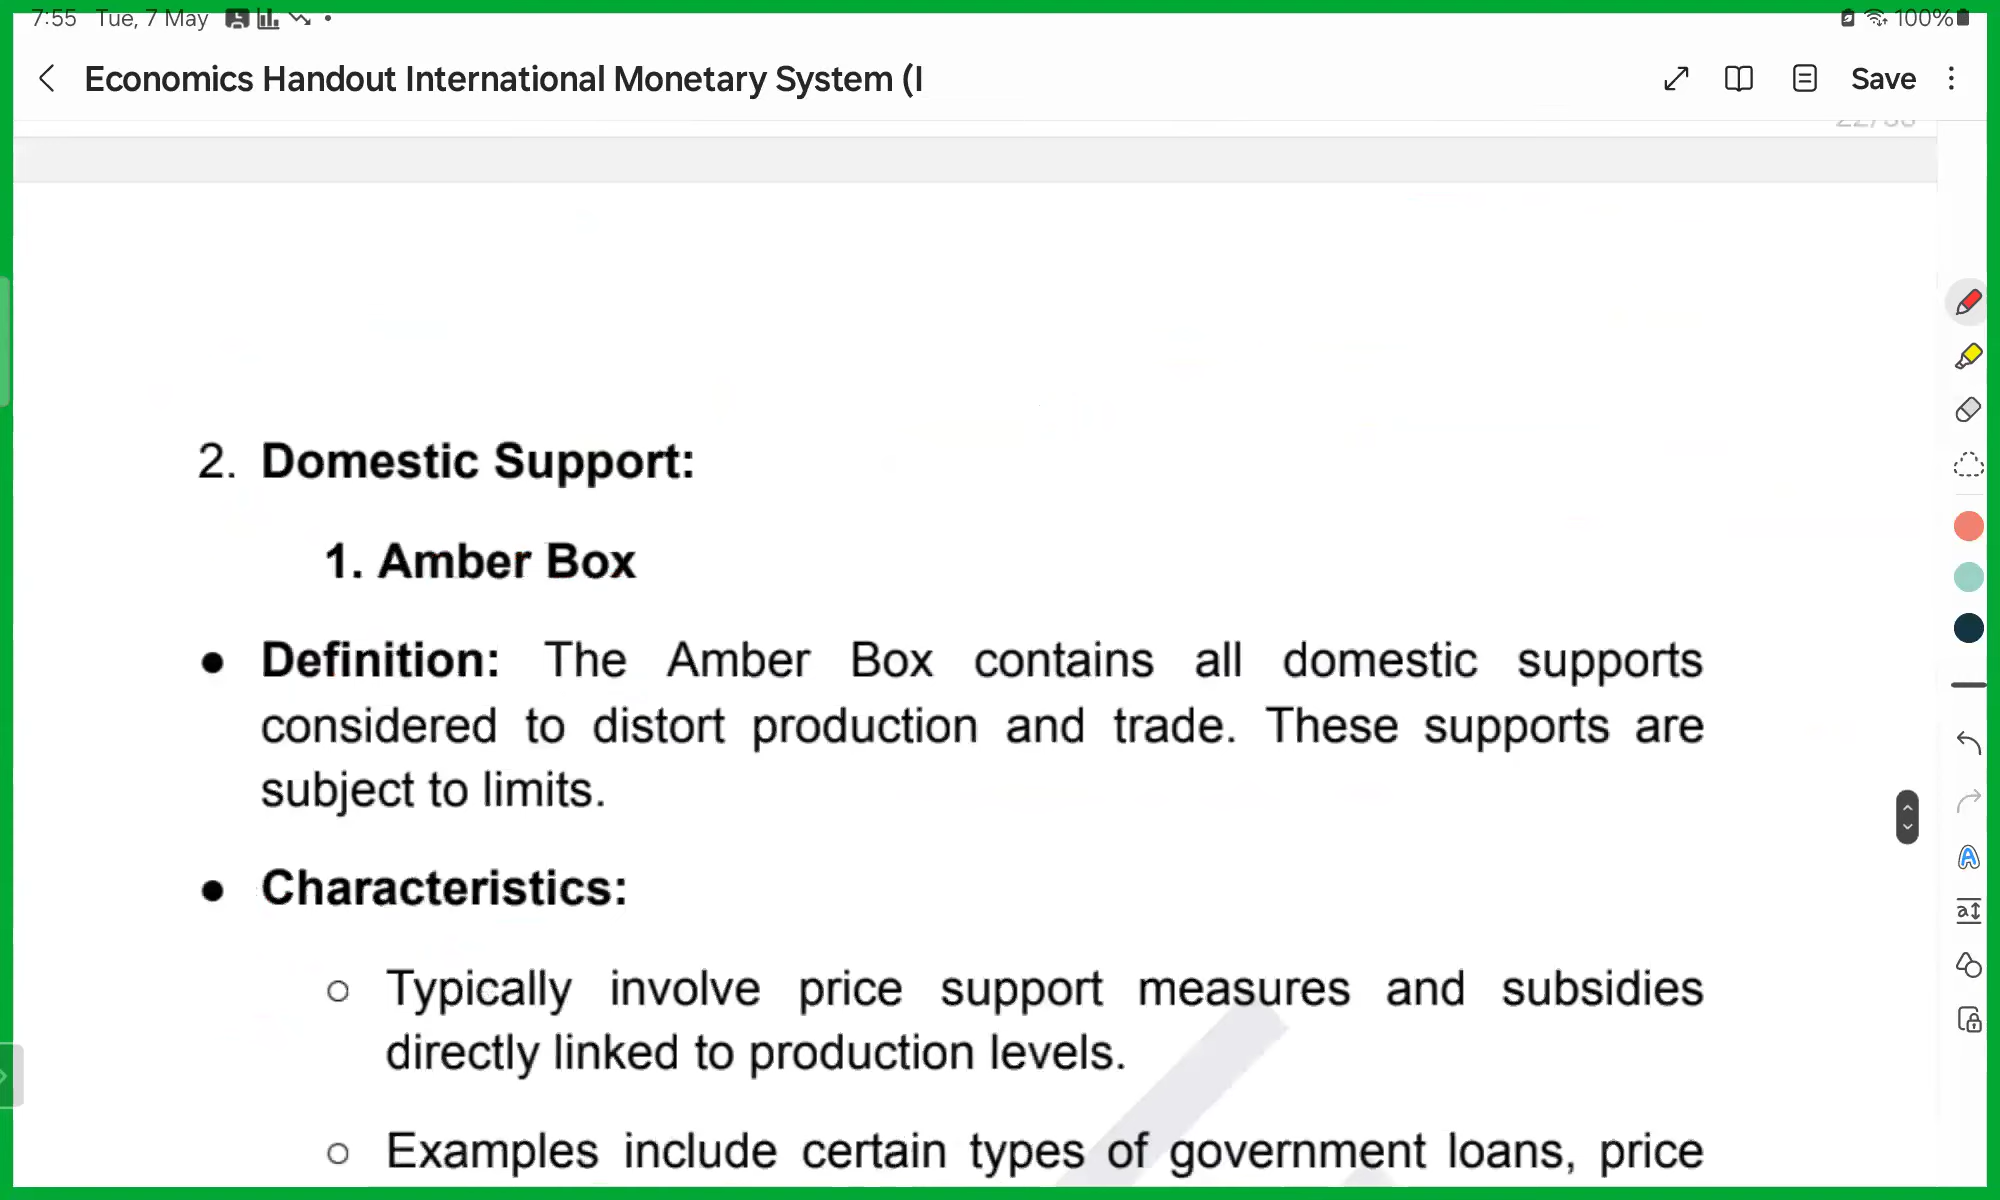 7:55 Tue, 7 May 100%
Economics Handout International Monetary System (I
Save
2. Domestic Support:
1. Amber Box
● Definition: The Amber Box contains all domestic supports
considered to distort production and trade. These supports are
subject to limits.
● Characteristics:
○ Typically involve price support measures and subsidies
directly linked to production levels.
○ Examples include certain types of government loans, price